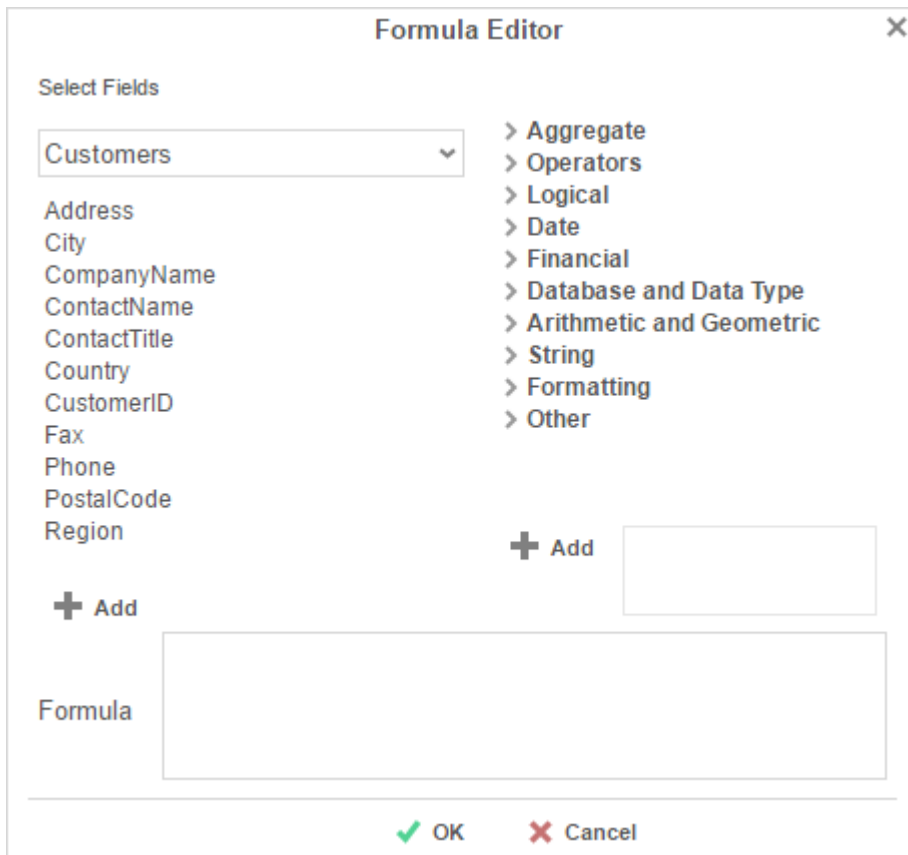 Formula Editor
Select Fields
Customers
Address
City
CompanyName
ContactName
ContactTitle
Country
CustomerID
Fax
Phone
PostalCode
Region
Add
Aggregate
Operators
Logical
Date
Financial
Database and Data Type
Arithmetic and Geometric
String
Formatting
Other
Add
Formula
OK
Cancel